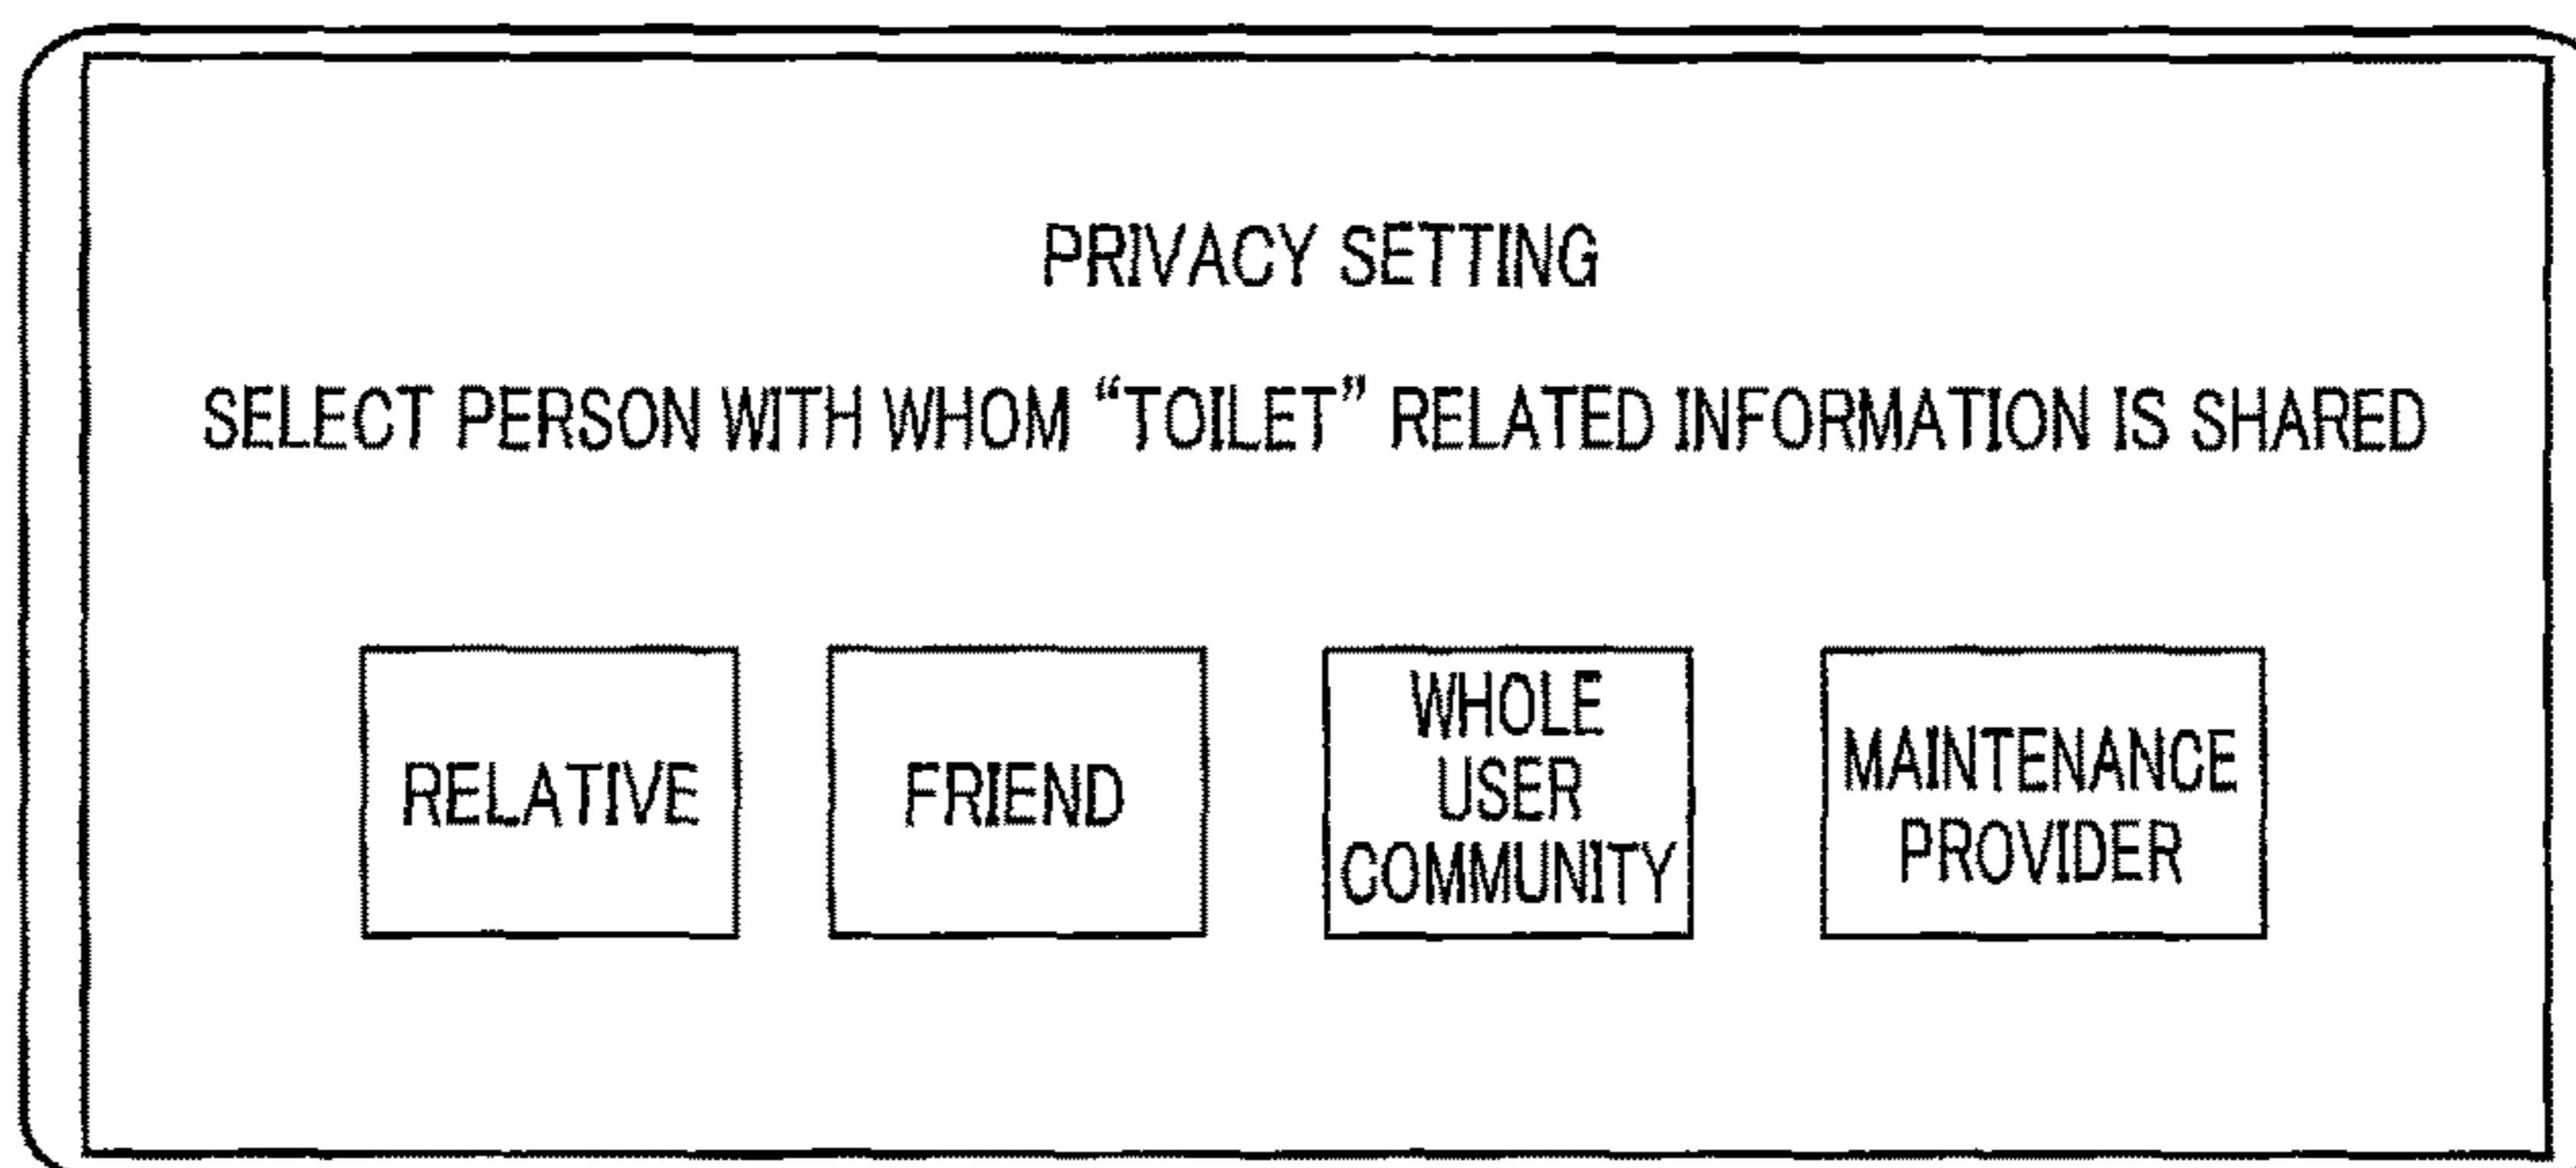 PRIVACY SETTING
SELECT PERSON WITH WHOM “TOILET” RELATED INFORMATION IS SHARED
RELATIVE
FRIEND
WHOLE
USER
COMMUNITY
MAINTENANCE
PROVIDER